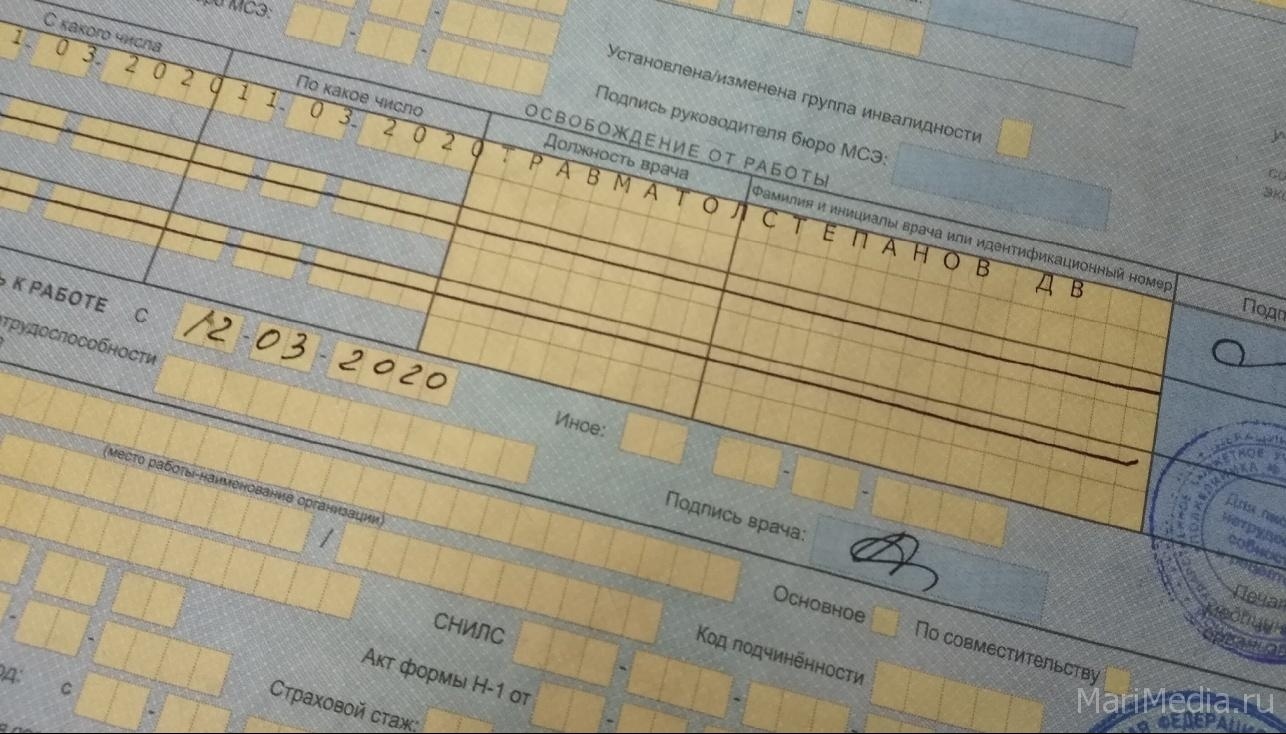 МСЭ:
Установлена/изменена группа инвалидности
Подпись руководителя бюро МСЭ:
ОСВОБОЖДЕНИЕ ОТ РАБОТЫ
С какого числа По какое число Должность врача Фамилия и инициалы врача или идентификационный номер
1-03-2020 11-03-2020 ТРАВМАТОЛ СТЕПАНОВ ДВ
К РАБОТЕ С 12-03-2020
Иное:
Подпись врача:
(место работы-наименование организации)
Основное По совместительству
СНИЛС Код подчинённости
Акт формы Н-1 от
с Страховой стаж:
MariMedia.ru